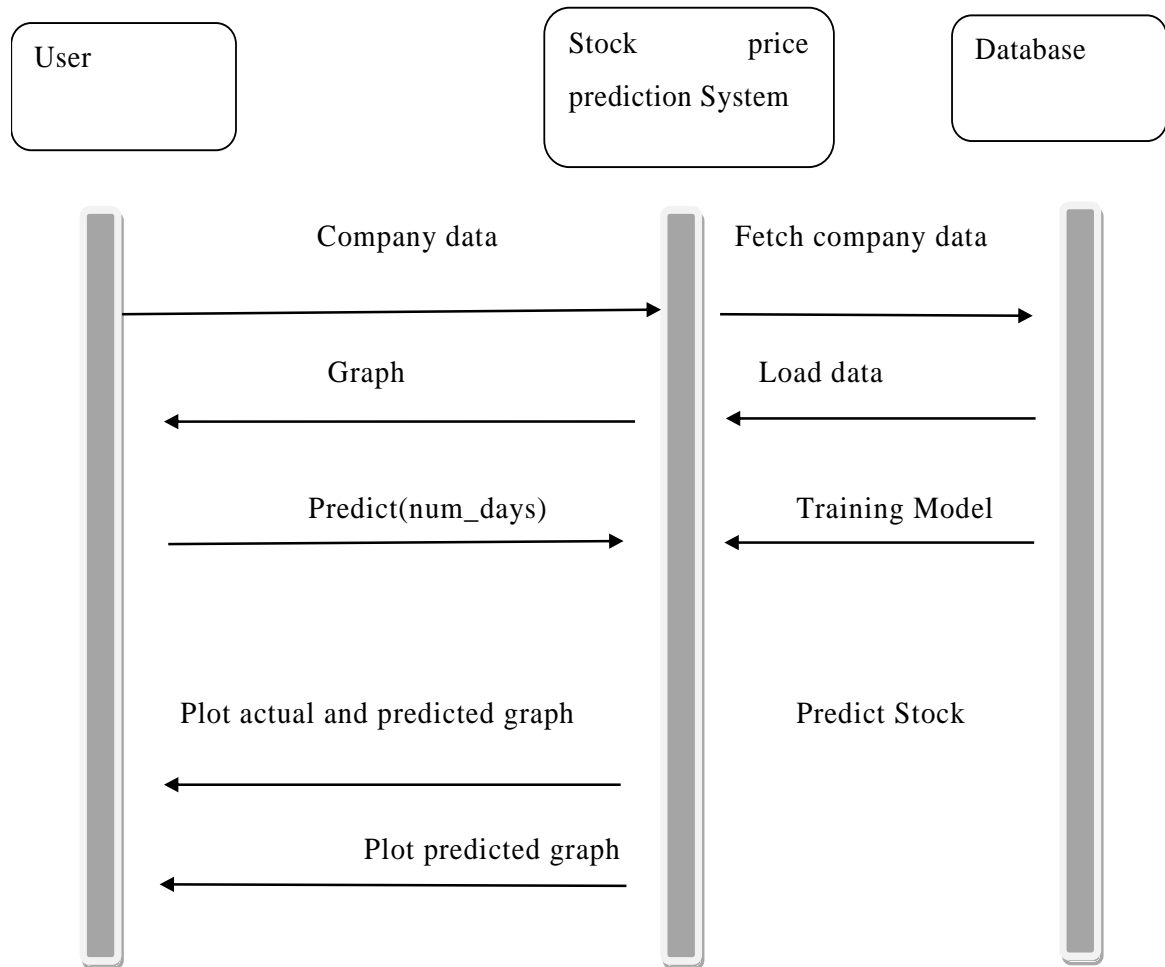 User
Stock price
prediction System
Database
Company data
Fetch company data
Graph
Load data
Predict(num_days)
Training Model
Plot actual and predicted graph
Predict Stock
Plot predicted graph